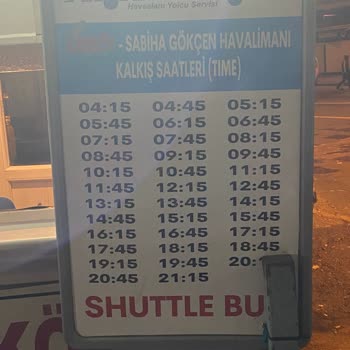 Havaalanı Yolcu Servisi
- SABİHA GÖKÇEN HAVALİMANI
KALKIŞ SAATLERİ (TIME)
04:15 04:45 05:15
05:45 06:15 06:45
07:15 07:45 08:15
08:45 09:15 09:45
10:15 10:45 11:15
11:45 12:15 12:45
13:15 13:45 14:15
14:45 15:15 15:45
16:15 16:45 17:15
17:45 18:15 18:45
19:15 19:45 20:
20:45 21:15
SHUTTLE BU